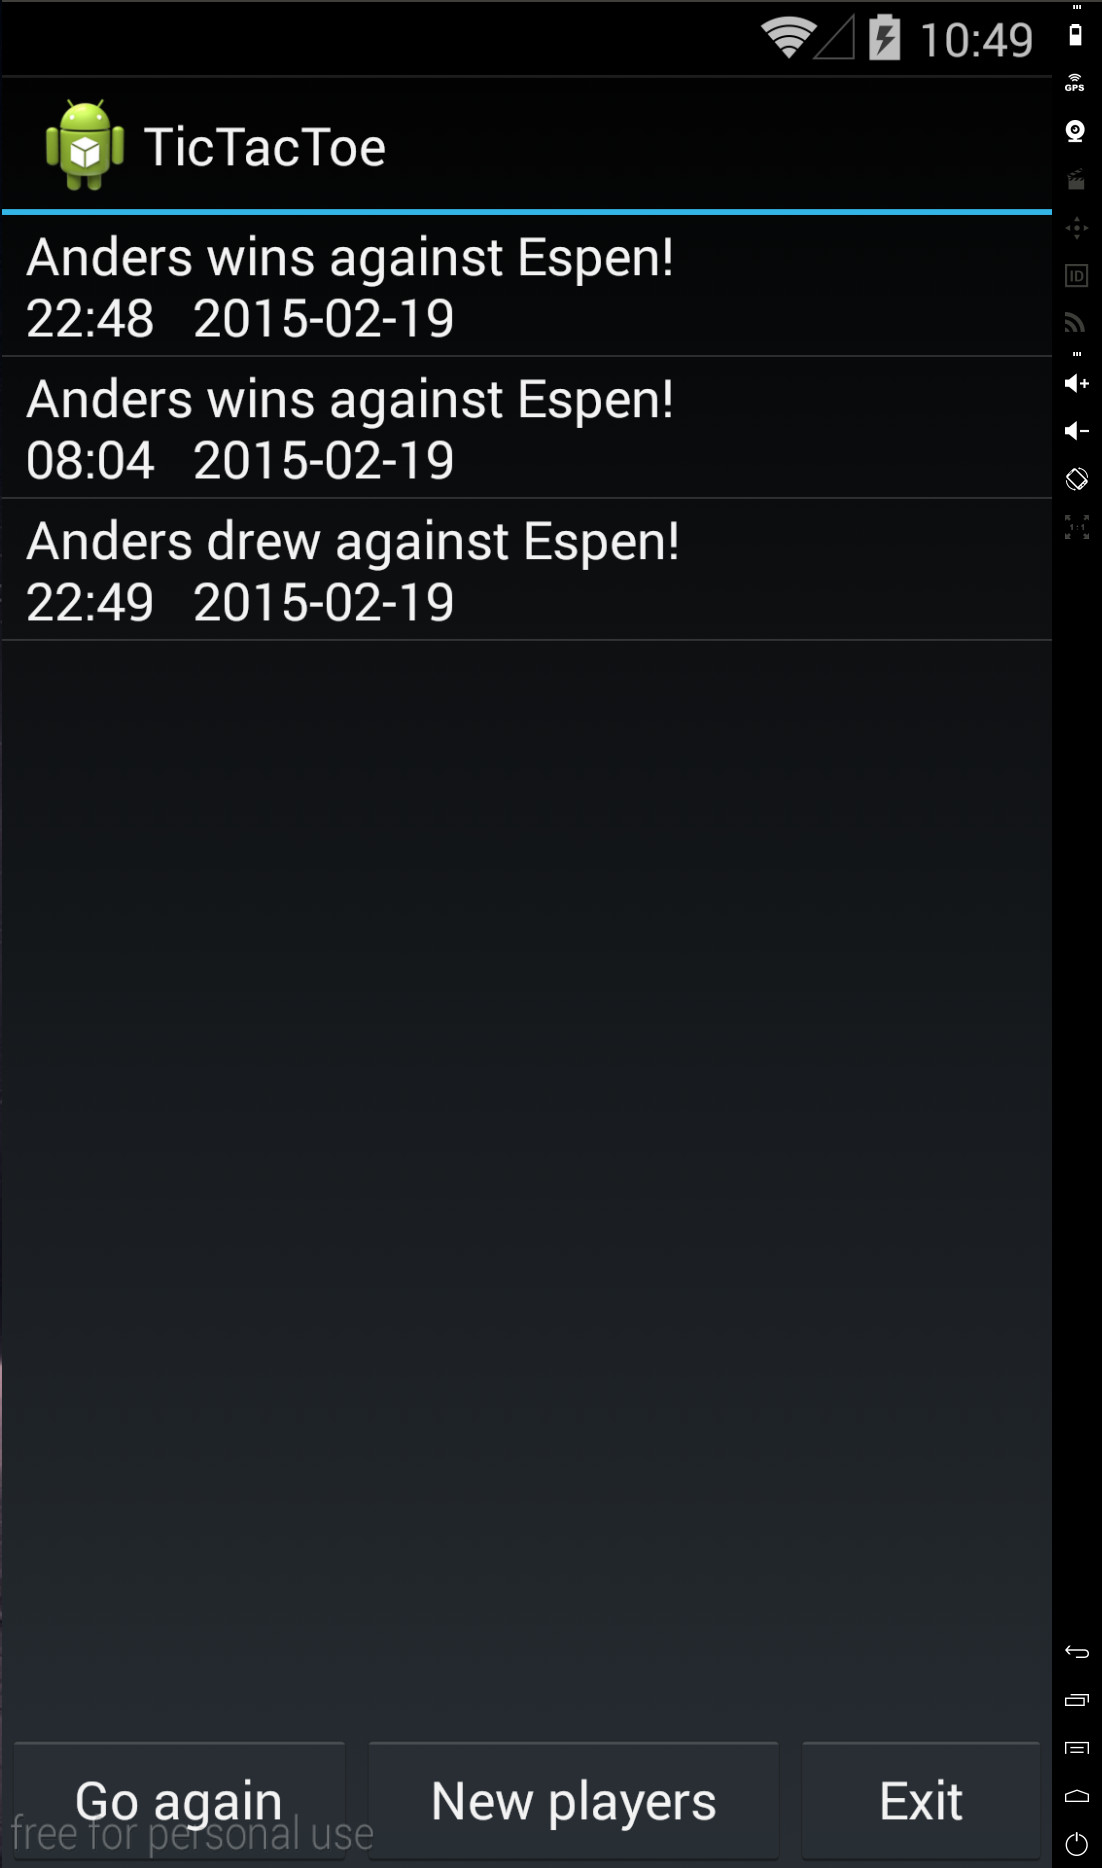 10:49
GPS
TicTacToe
Anders wins against Espen!
22:48 2015-02-19
ID
Anders wins against Espen!
08:04 2015-02-19
Anders drew against Espen!
22:49 2015-02-19
1:1
Go again
New players
Exit
free for personal use